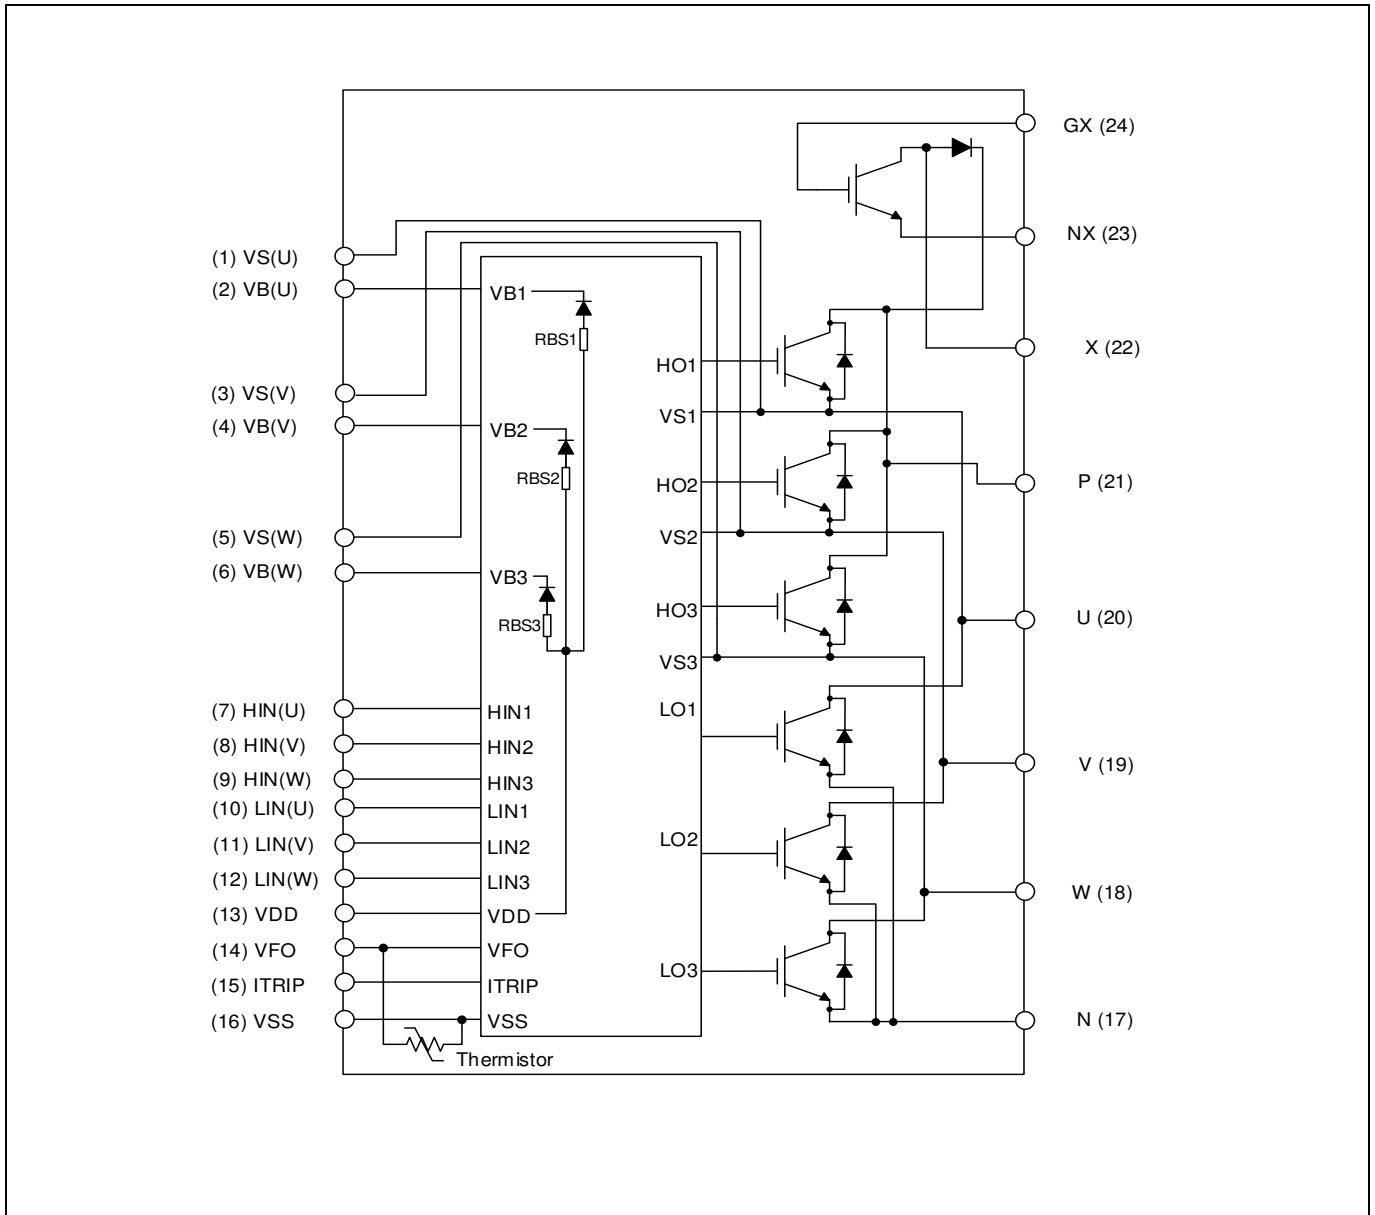 GX (24)
NX (23)
X (22)
P (21)
U (20)
V (19)
W (18)
N (17)
(1) VS(U)
(2) VB(U)
(3) VS(V)
(4) VB(V)
(5) VS(W)
(6) VB(W)
(7) HIN(U)
(8) HIN(V)
(9) HIN(W)
(10) LIN(U)
(11) LIN(V)
(12) LIN(W)
(13) VDD
(14) VFO
(15) ITRIP
(16) VSS
VB1
RBS1
VB2
RBS2
VB3
RBS3
HIN1
HIN2
HIN3
LIN1
LIN2
LIN3
VDD
VFO
ITRIP
VSS
Thermistor
HO1
VS1
HO2
VS2
HO3
VS3
LO1
LO2
LO3